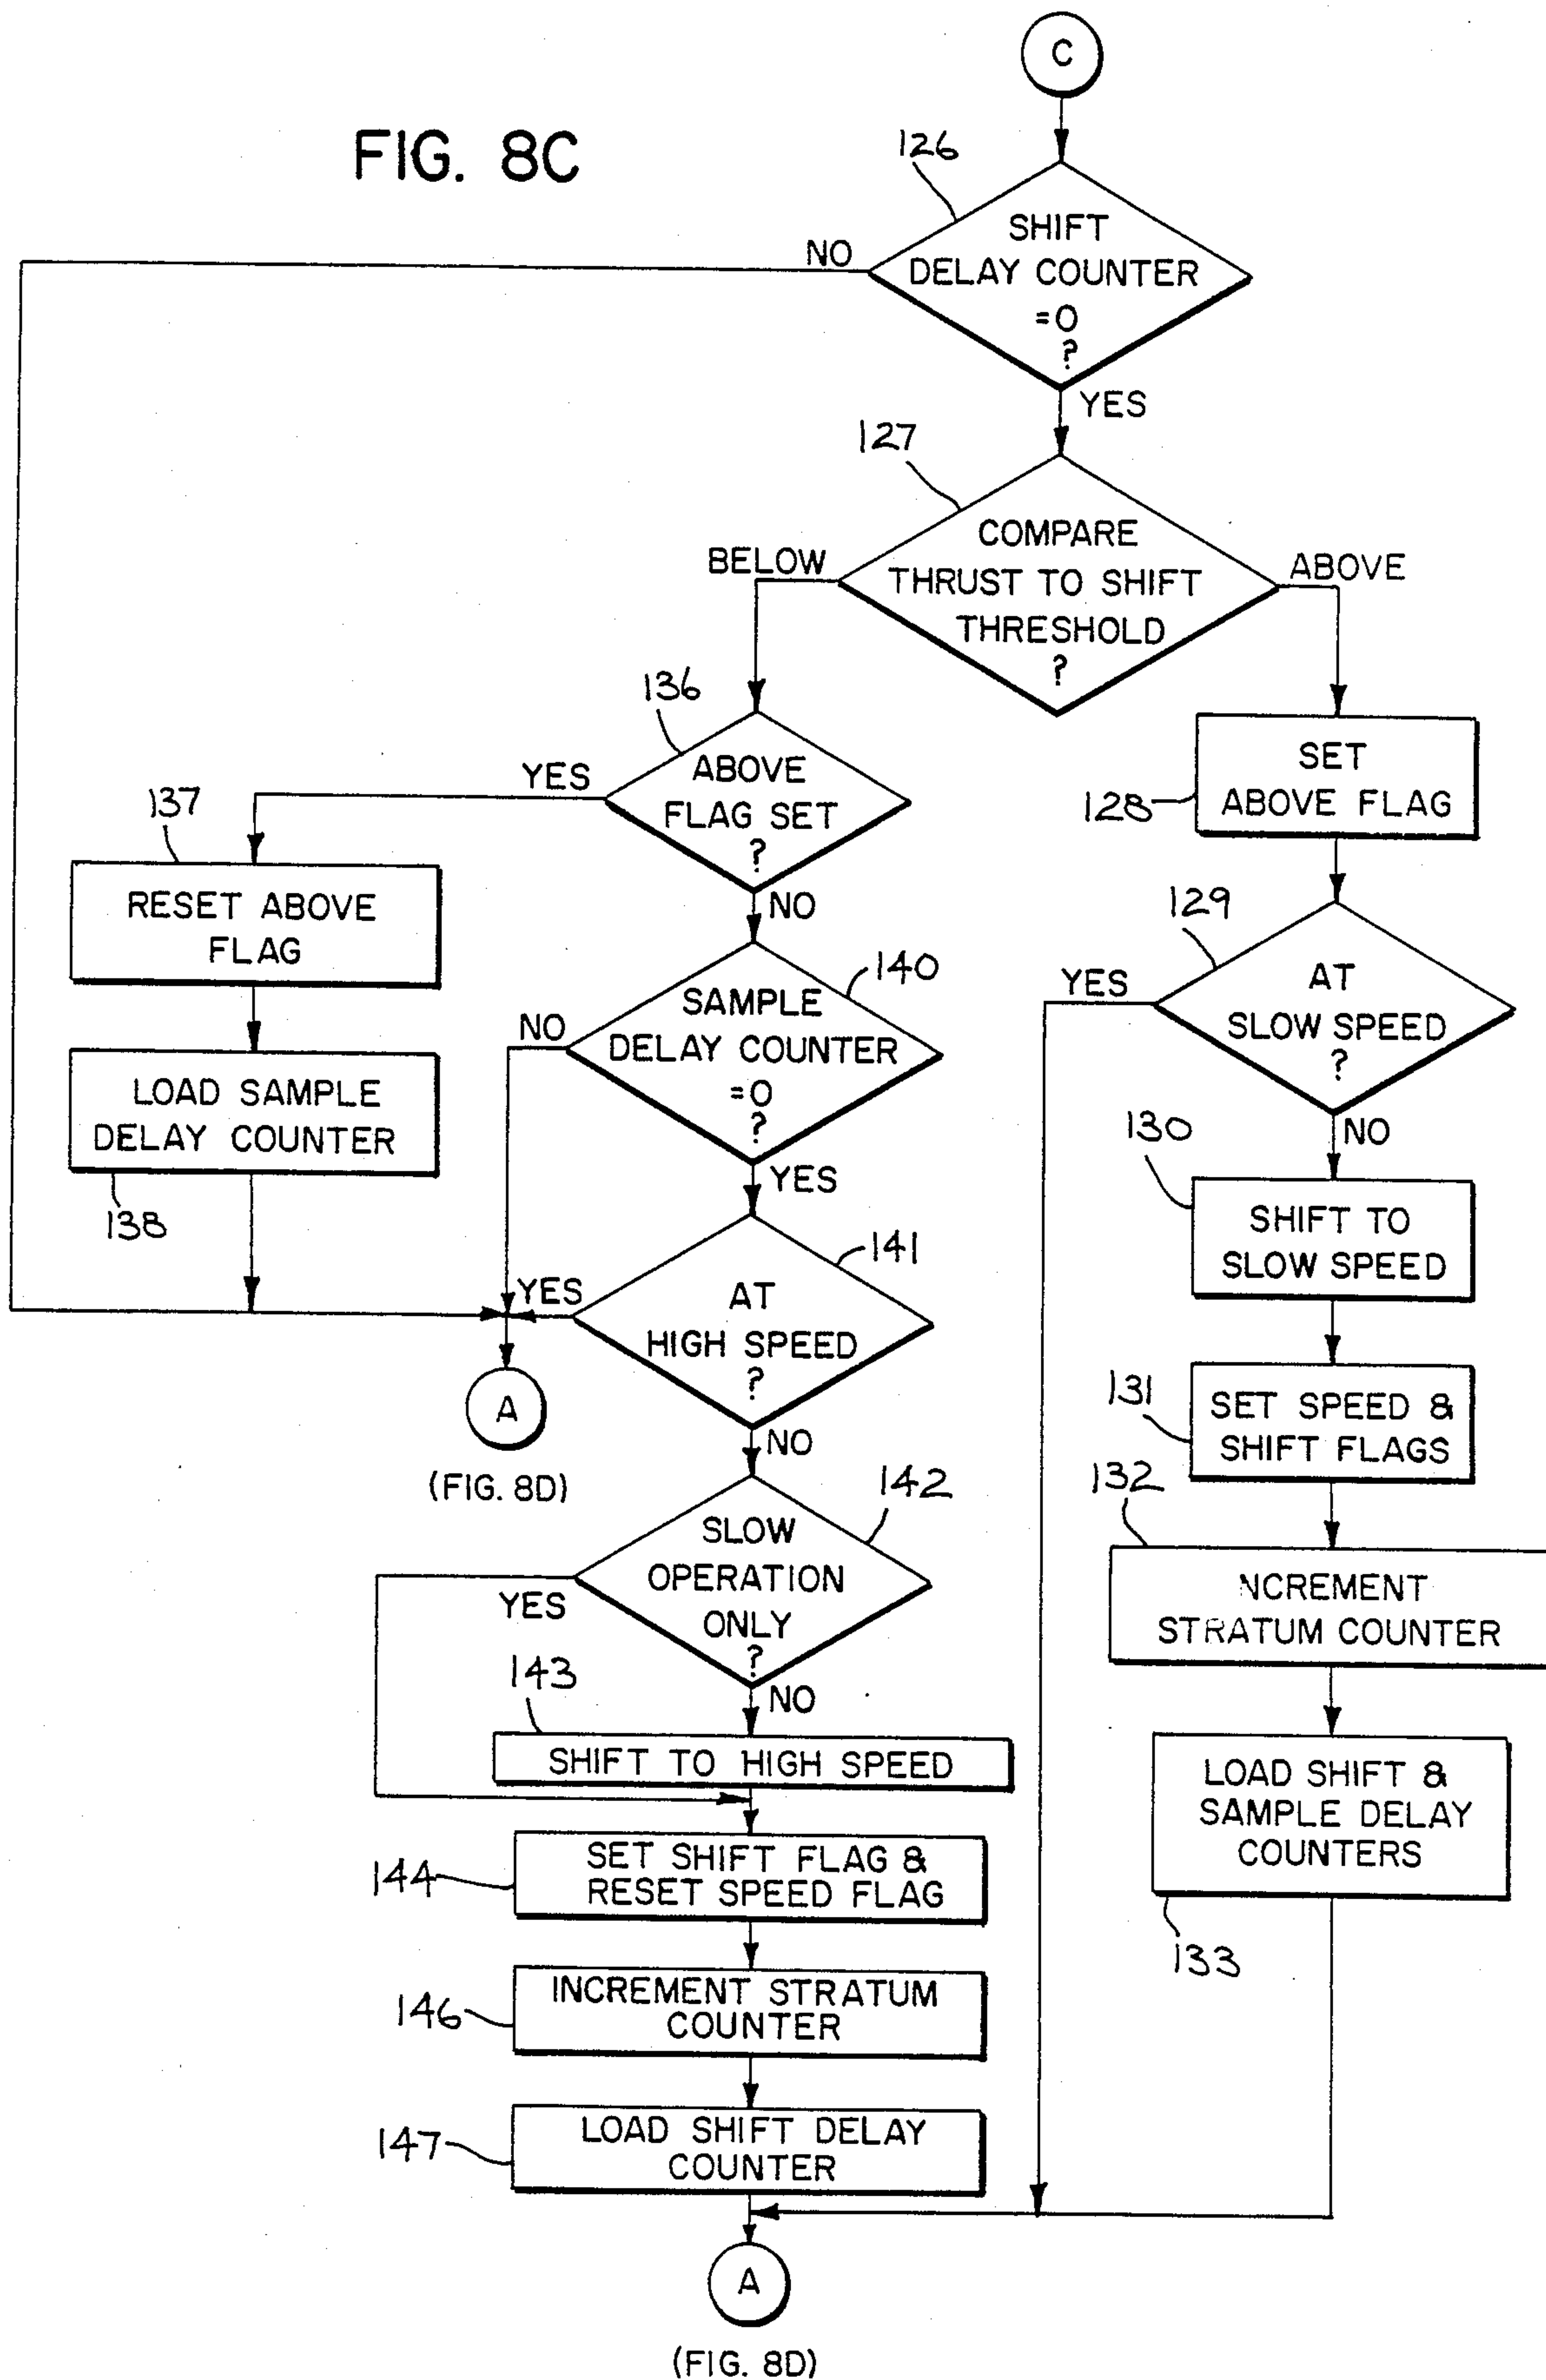 C
FIG. 8C
126
SHIFT
DELAY COUNTER
=0
?
NO
YES
127
COMPARE
THRUST TO SHIFT
THRESHOLD
?
BELOW
ABOVE
136
ABOVE
FLAG SET
?
YES
NO
SET
ABOVE FLAG
128
137
RESET ABOVE
FLAG
129
AT
SLOW SPEED
?
YES
NO
140
SAMPLE
DELAY COUNTER
=0
?
NO
YES
LOAD SAMPLE
DELAY COUNTER
138
130
SHIFT TO
SLOW SPEED
141
AT
HIGH SPEED
?
YES
NO
A
(FIG. 8D)
131
SET SPEED &
SHIFT FLAGS
142
SLOW
OPERATION
ONLY
?
YES
NO
132
NCREMENT
STRATUM COUNTER
143
SHIFT TO HIGH SPEED
LOAD SHIFT &
SAMPLE DELAY
COUNTERS
133
144
SET SHIFT FLAG &
RESET SPEED FLAG
146
INCREMENT STRATUM
COUNTER
147
LOAD SHIFT DELAY
COUNTER
A
(FIG. 8D)